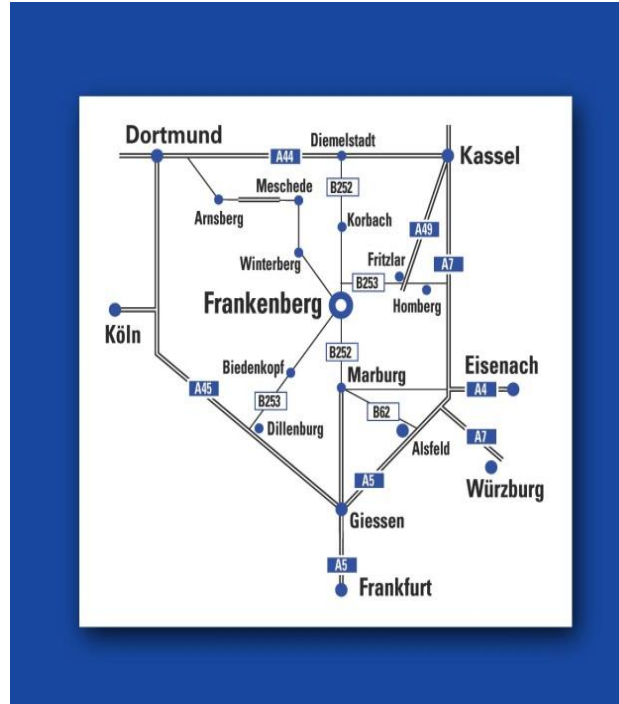 Dortmund
Diemelstadt
A44
Kassel
Meschede
B252
Arnsberg
Korbach
A49
Winterberg
Fritzlar
A7
B253
Frankenberg
Homberg
Köln
B252
Biedenkopf
Marburg
Eisenach
A45
A4
B253
B62
Dillenburg
Alsfeld
A7
A5
Würzburg
Giessen
A5
Frankfurt